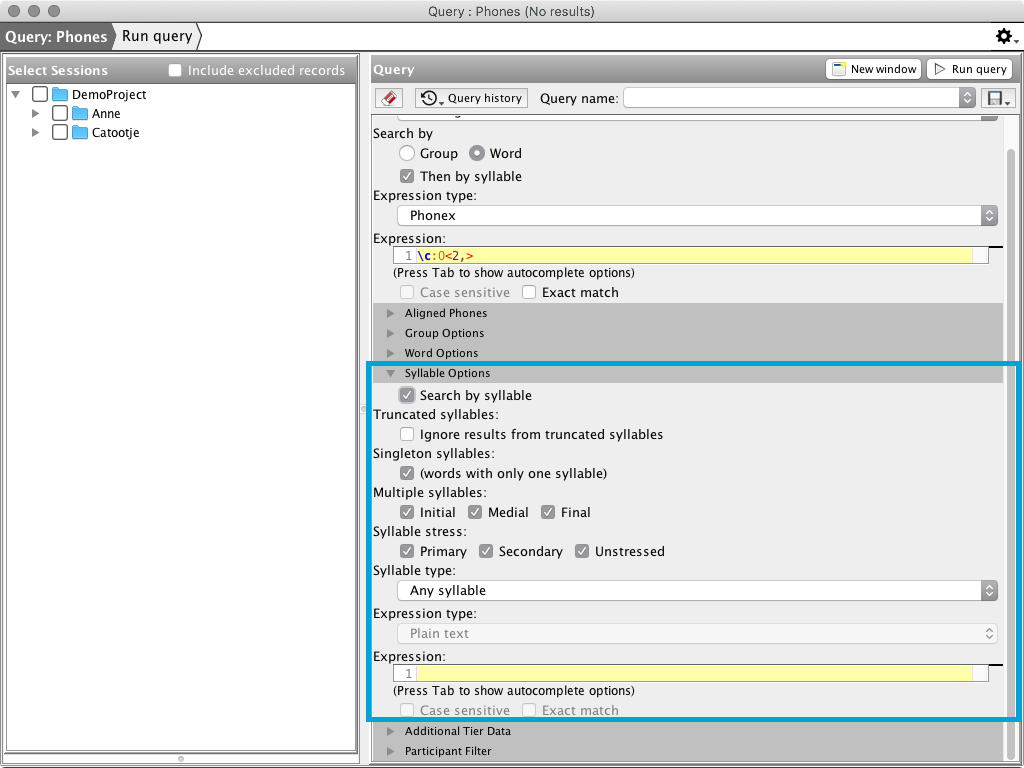 Query : Phones (No results)
Query: Phones Run query
Select Sessions Include excluded records
DemoProject
Anne
Catootje
Query New window Run query
Query history Query name:
Search by
Group Word
Then by syllable
Expression type:
Phonex
Expression:
1 \c:O<2,>
(Press Tab to show autocomplete options)
Case sensitive Exact match
Aligned Phones
Group Options
Word Options
Syllable Options
Search by syllable
Truncated syllables:
Ignore results from truncated syllables
Singleton syllables:
(words with only one syllable)
Multiple syllables:
Initial Medial Final
Syllable stress:
Primary Secondary Unstressed
Syllable type:
Any syllable
Expression type:
Plain text
Expression:
1
(Press Tab to show autocomplete options)
Case sensitive Exact match
Additional Tier Data
Participant Filter